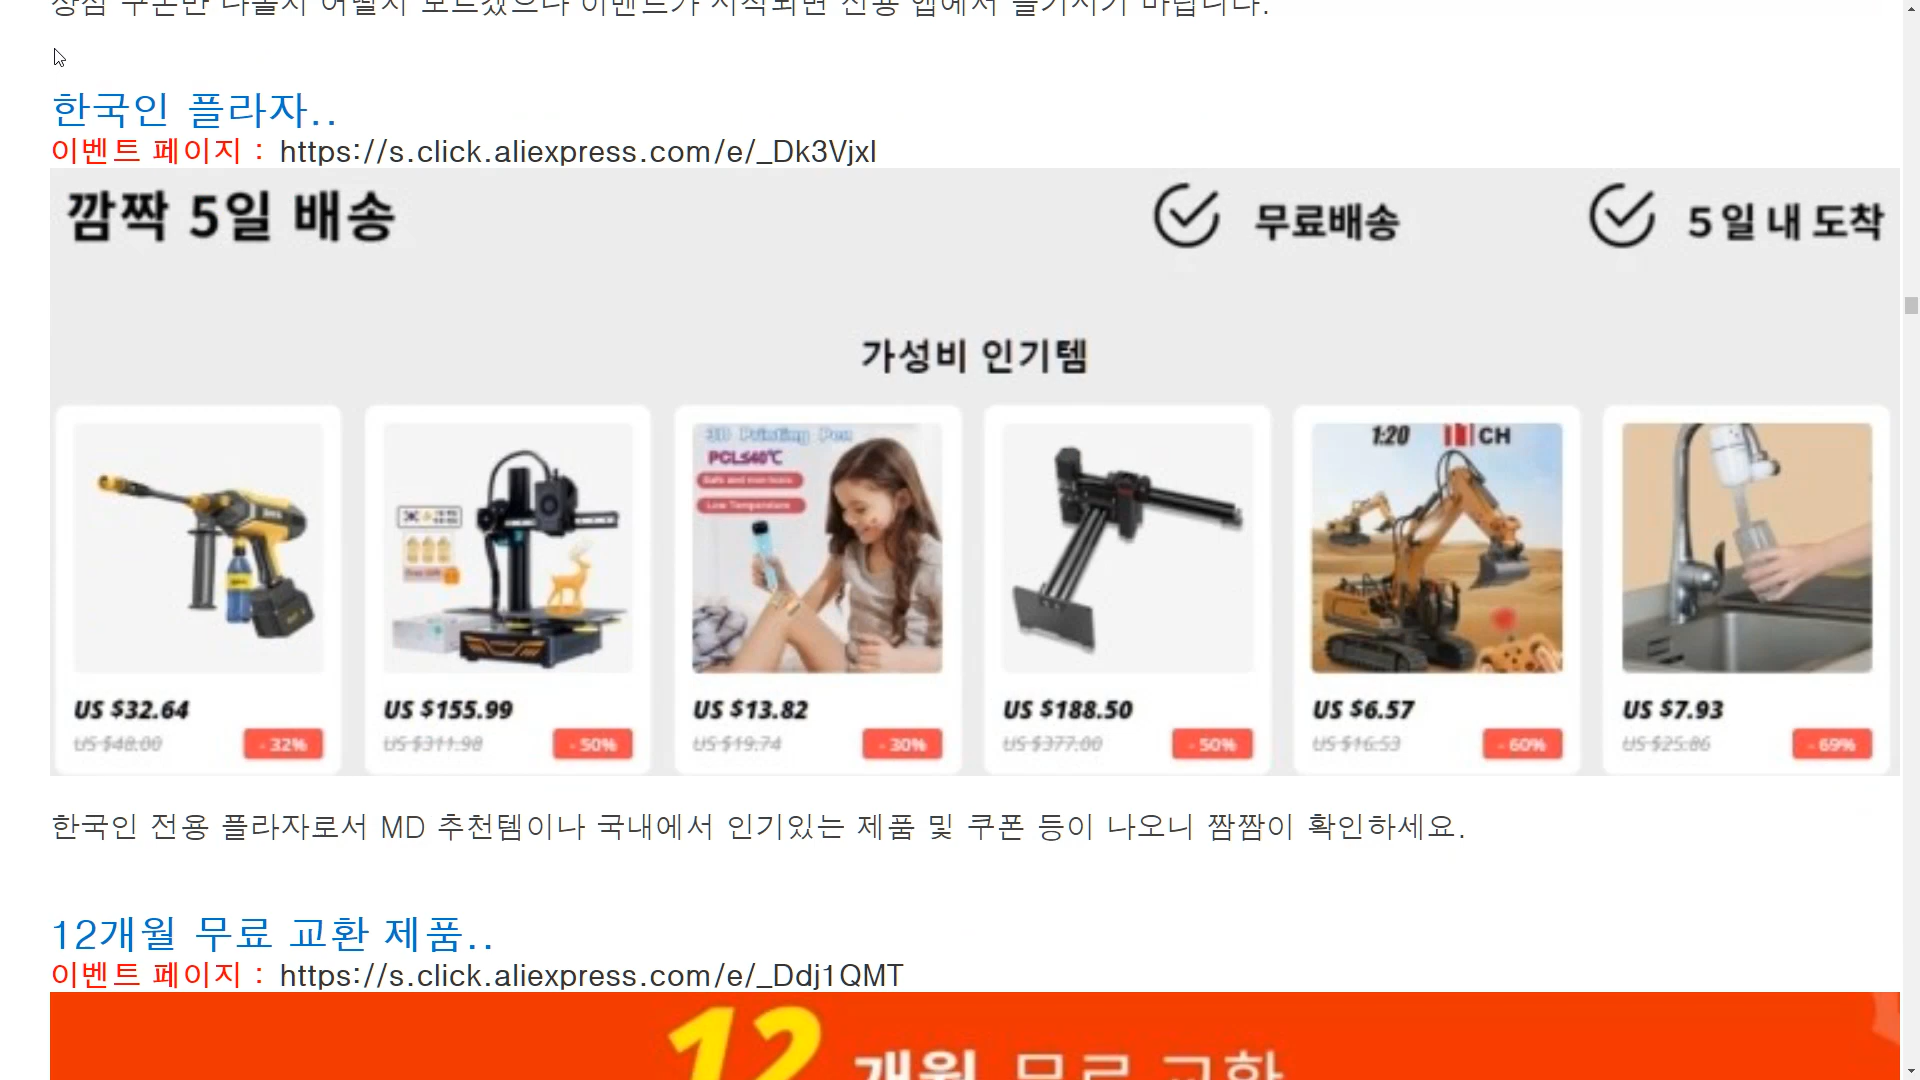 상점 쿠폰만 나올지 어떨지 모르겠으나 이벤트가 시작되면 전용 앱에서 즐기시기 바랍니다.
한국인 플라자..
이벤트 페이지 : https://s.click.aliexpress.com/e/_Dk3VjxI
깜짝 5일 배송
무료배송
5일 내 도착
가성비 인기템
3D Printing Pen
PCL≤40℃
Safe and non-toxic
Low Temperature
1:20
11 CH
US $32.64
US $48.00
- 32%
US $155.99
US $311.98
- 50%
US $13.82
US $19.74
- 30%
US $188.50
US $377.00
- 50%
US $6.57
US $16.53
- 60%
US $7.93
US $25.86
- 69%
한국인 전용 플라자로서 MD 추천템이나 국내에서 인기있는 제품 및 쿠폰 등이 나오니 짬짬이 확인하세요.
12개월 무료 교환 제품..
이벤트 페이지 : https://s.click.aliexpress.com/e/_Ddj1QMT
12 개월 무료 교환